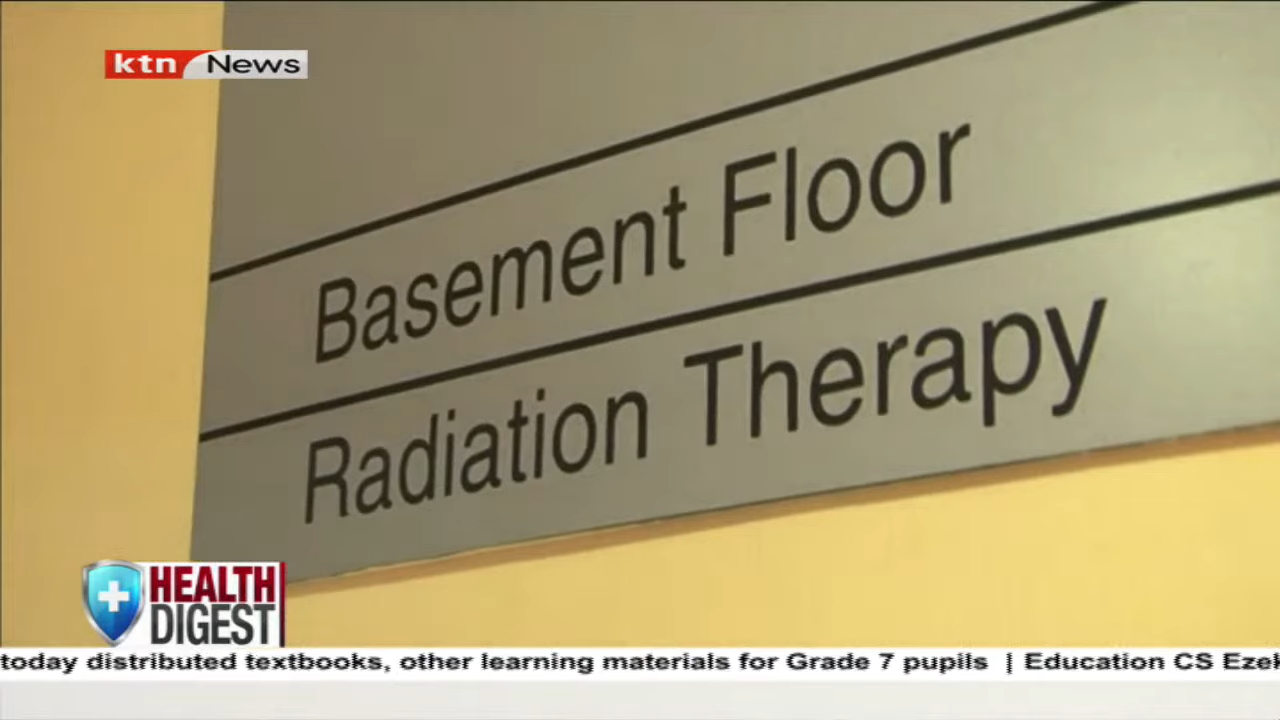 ktn News
Basement Floor
Radiation Therapy
HEALTH
DIGEST
today distributed textbooks, other learning materials for Grade 7 pupils | Education CS Ezek